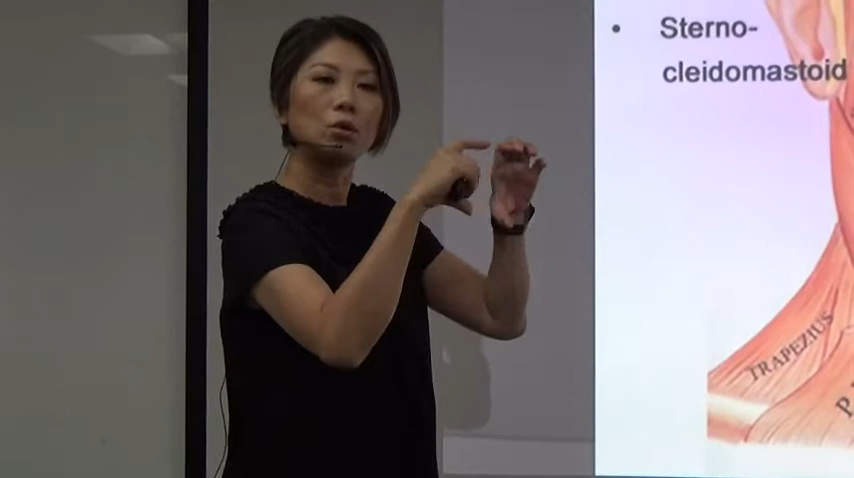 • Sterno-
cleidomastoid
TRAPEZIUS